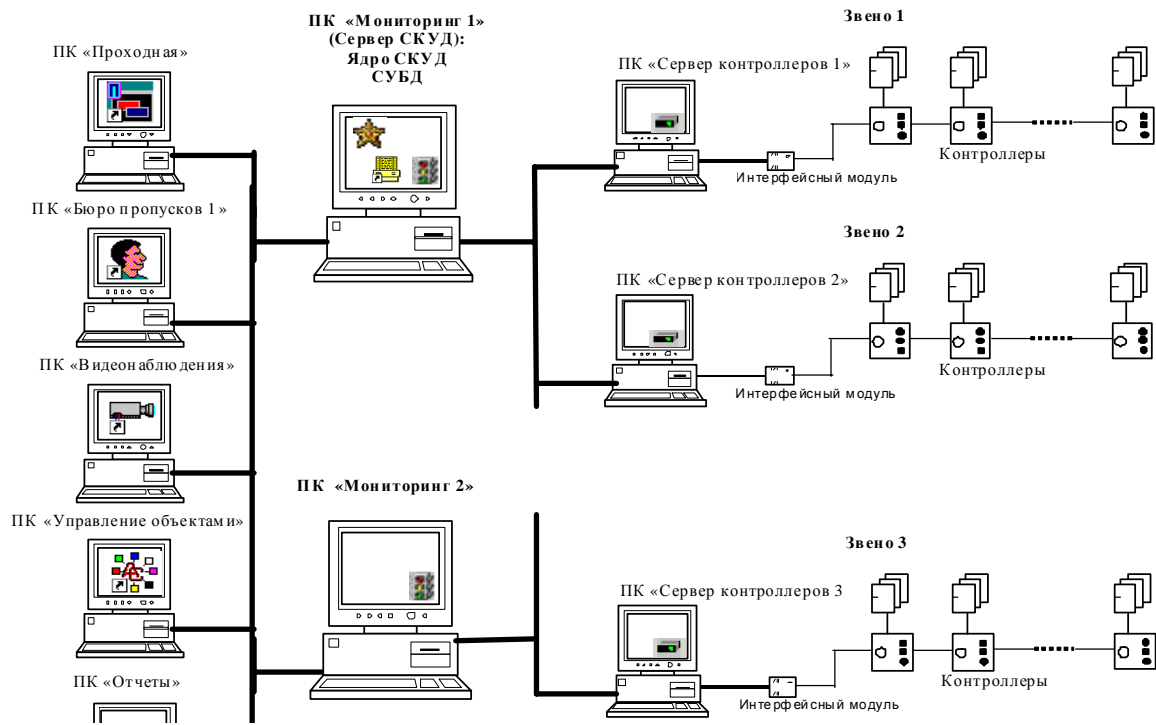 ПК «Проходная»
ПК «Бюро пропусков 1»
ПК «Видеонаблюдения»
ПК «Управление объектами»
ПК «Отчеты»
ПК «Мониторинг 1»
(Сервер СКУД):
Ядро СКУД
СУБД
ПК «Мониторинг 2»
Звено 1
ПК «Сервер контроллеров 1»
Интерфейсный модуль
Контроллеры
Звено 2
ПК «Сервер контроллеров 2»
Интерфейсный модуль
Контроллеры
Звено 3
ПК «Сервер контроллеров 3
Интерфейсный модуль
Контроллеры